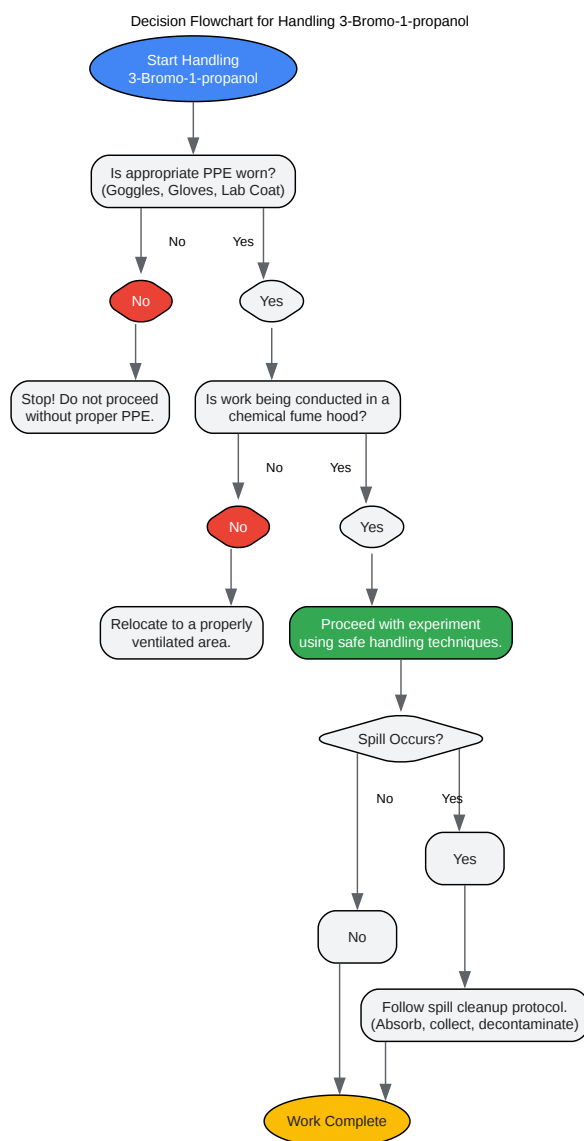 Decision Flowchart for Handling 3-Bromo-1-propanol
Start Handling
3-Bromo-1-propanol
Is appropriate PPE worn?
(Goggles, Gloves, Lab Coat)
No
Yes
No
Yes
Stop! Do not proceed
without proper PPE.
Is work being conducted in a
chemical fume hood?
No
Yes
No
Yes
Relocate to a properly
ventilated area.
Proceed with experiment
using safe handling techniques.
Spill Occurs?
No
Yes
Yes
No
Follow spill cleanup protocol.
(Absorb, collect, decontaminate)
Work Complete